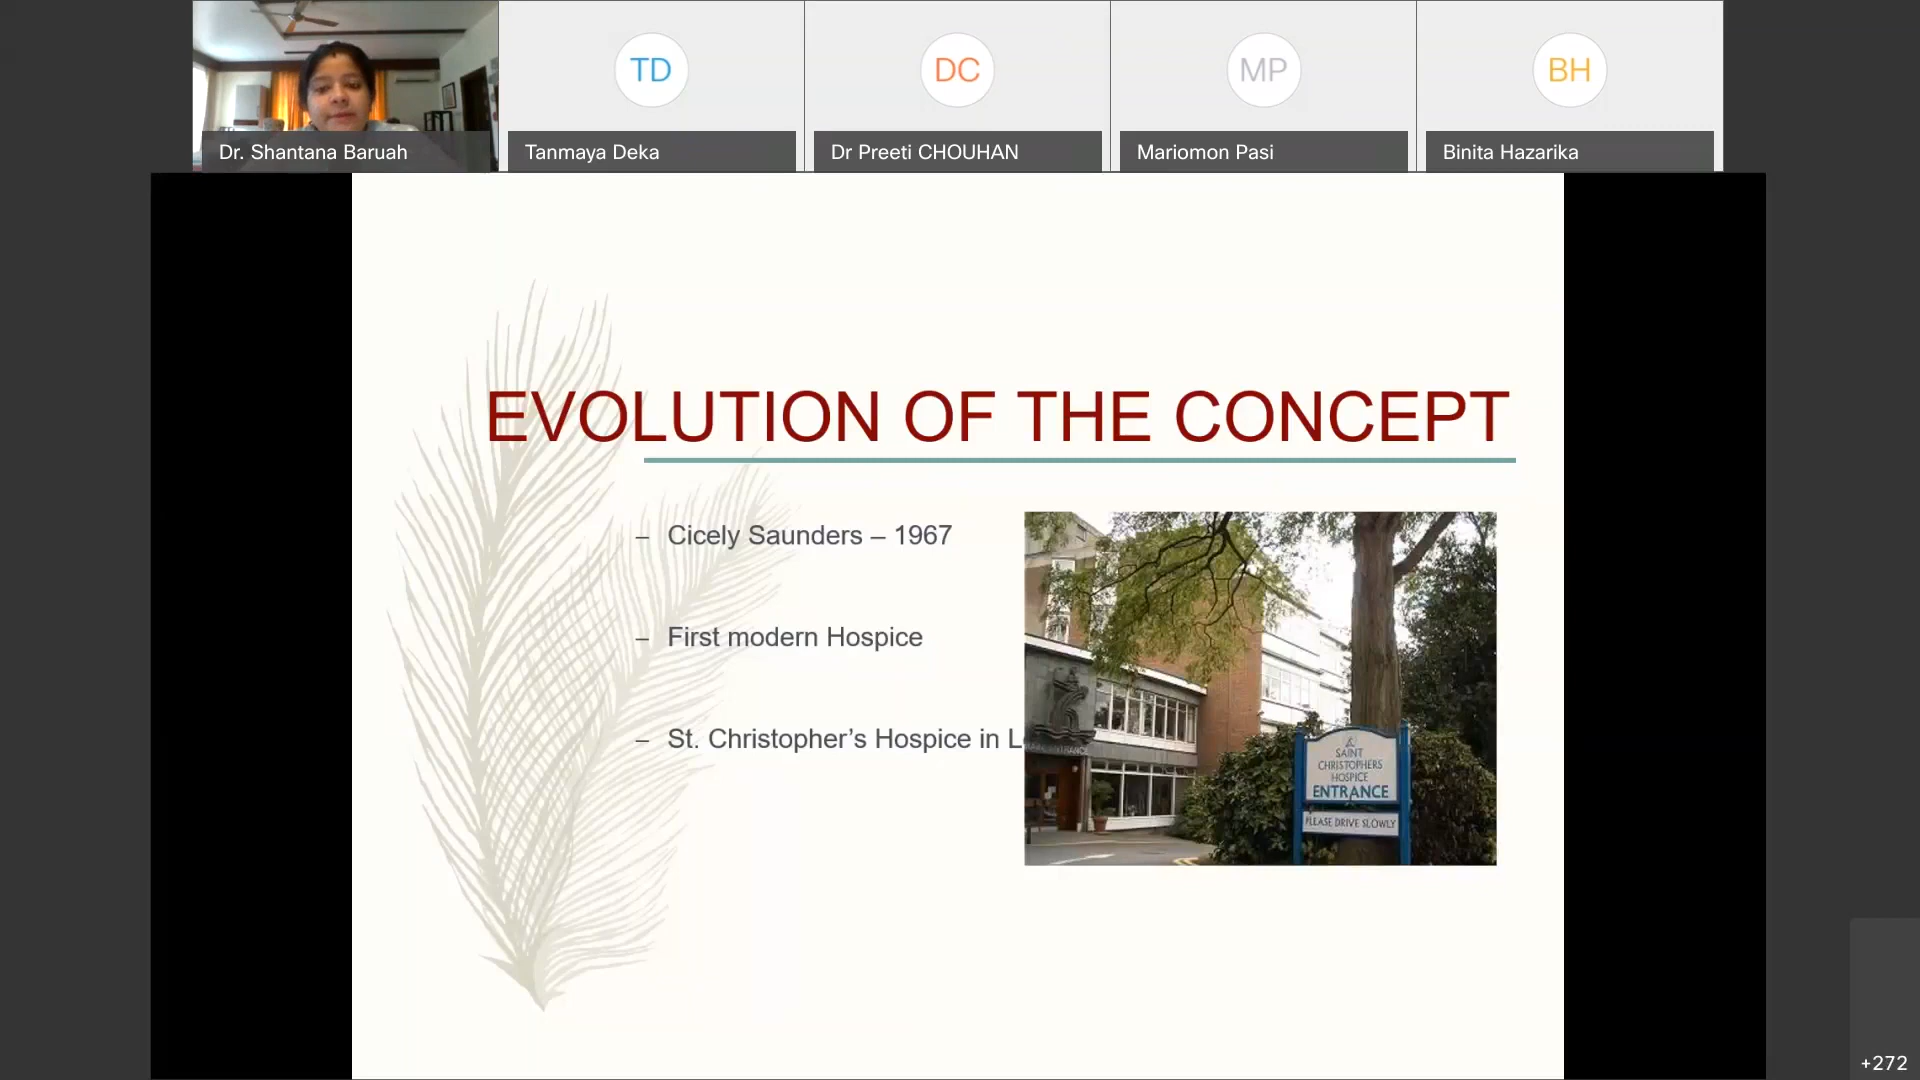 TD
DC
MP
BH
Dr. Shantana Baruah
Tanmaya Deka
Dr Preeti CHOUHAN
Mariomon Pasi
Binita Hazarika
EVOLUTION OF THE CONCEPT
– Cicely Saunders – 1967
– First modern Hospice
– St. Christopher’s Hospice in L
SAINT
CHRISTOPHERS
HOSPICE
ENTRANCE
PLEASE DRIVE SLOWLY
+272